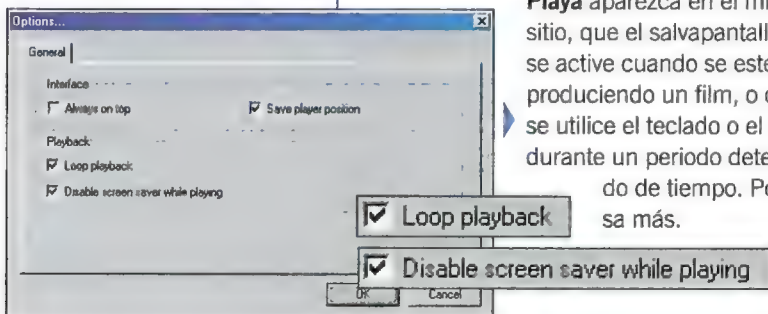 Options...
General
Interface
Always on top
Save player position
Playback
Loop playback
Disable screen saver while playing
OK
Cancel
Loop playback
Disable screen saver while playing
Playa aparezca en el mi
sitio, que el salvapantall
se active cuando se esté
produciendo un film, o
se utilice el teclado o el
durante un periodo dete
do de tiempo. P
sa más.